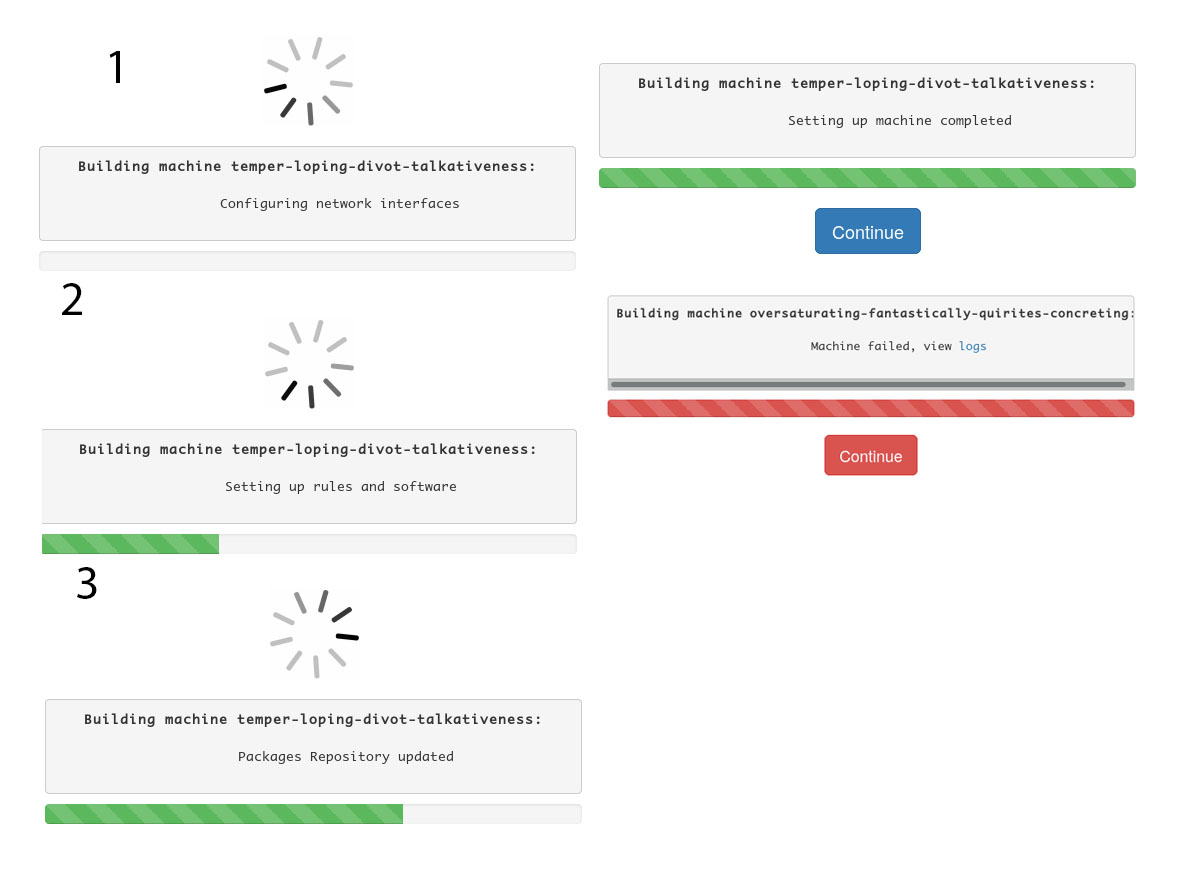 1
Building machine temper-loping-divot-talkativeness:
Configuring network interfaces
2
Building machine temper-loping-divot-talkativeness:
Setting up rules and software
3
Building machine temper-loping-divot-talkativeness:
Packages Repository updated
Building machine temper-loping-divot-talkativeness:
Setting up machine completed
Continue
Building machine oversaturating-fantastically-quirites-concreting:
Machine failed, view logs
Continue